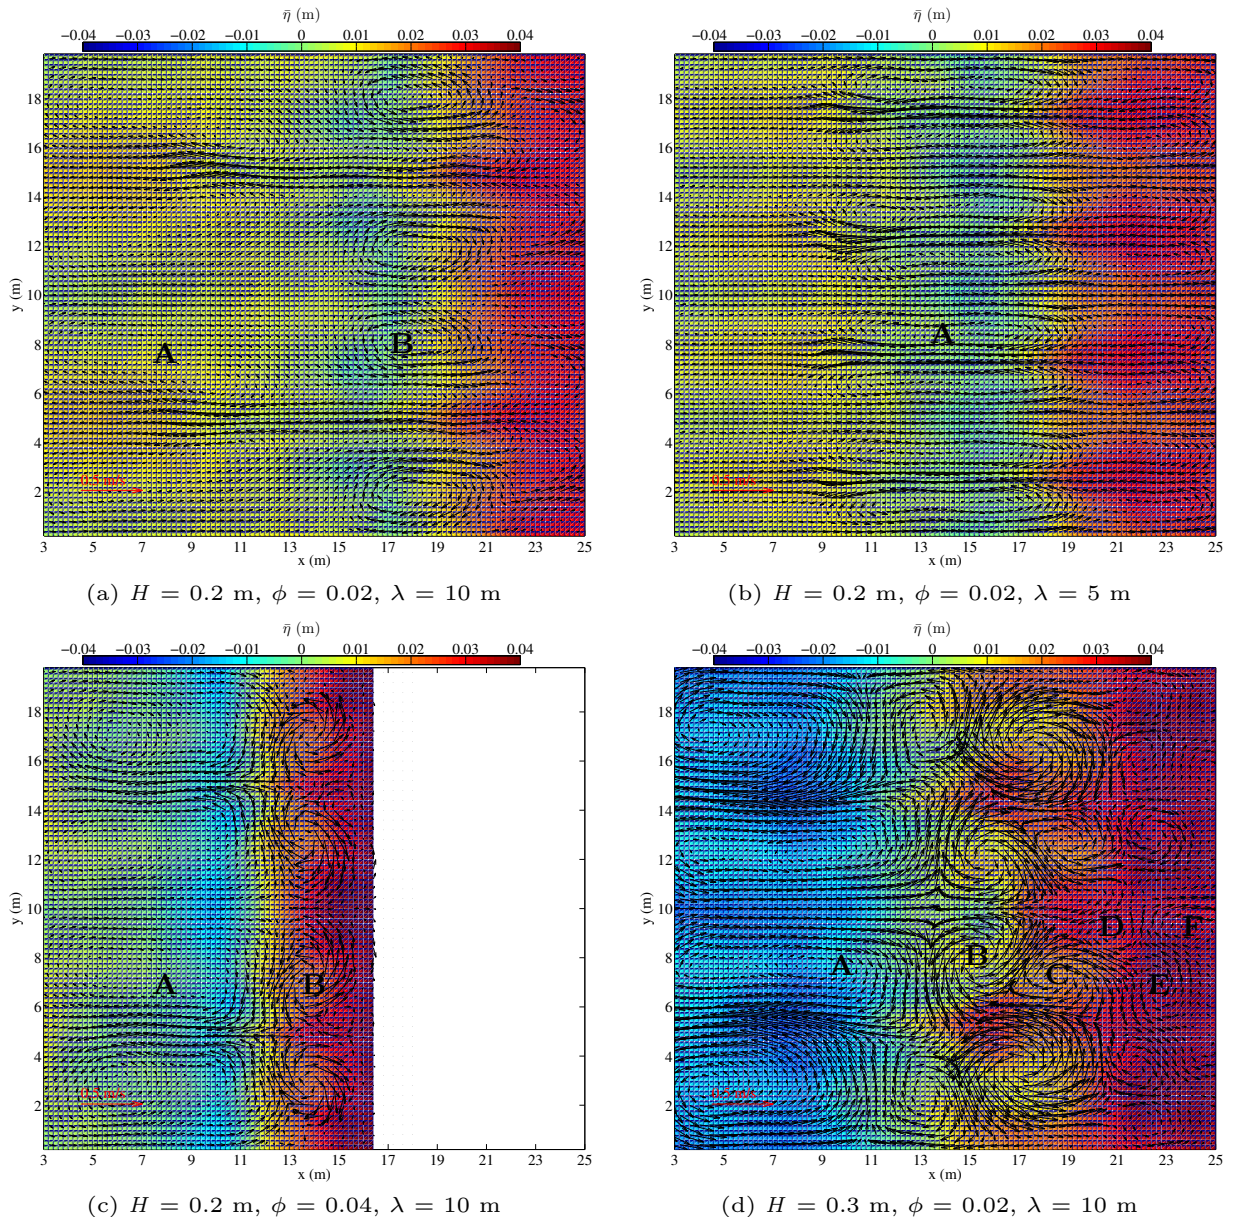 η̄ (m)
−0.04 −0.03 −0.02 −0.01 0 0.01 0.02 0.03 0.04
18
16
14
12
10
8
6
4
2
y (m)
A
B
0.5 m/s
3 5 7 9 11 13 15 17 19 21 23 25
x (m)
(a) H = 0.2 m, ϕ = 0.02, λ = 10 m
η̄ (m)
−0.04 −0.03 −0.02 −0.01 0 0.01 0.02 0.03 0.04
18
16
14
12
10
8
6
4
2
y (m)
A
0.5 m/s
3 5 7 9 11 13 15 17 19 21 23 25
x (m)
(b) H = 0.2 m, ϕ = 0.02, λ = 5 m
η̄ (m)
−0.04 −0.03 −0.02 −0.01 0 0.01 0.02 0.03 0.04
18
16
14
12
10
8
6
4
2
y (m)
A
B
0.5 m/s
3 5 7 9 11 13 15 17 19 21 23 25
x (m)
(c) H = 0.2 m, ϕ = 0.04, λ = 10 m
η̄ (m)
−0.04 −0.03 −0.02 −0.01 0 0.01 0.02 0.03 0.04
18
16
14
12
10
8
6
4
2
y (m)
A
B
C
D
E
F
0.5 m/s
3 5 7 9 11 13 15 17 19 21 23 25
x (m)
(d) H = 0.3 m, ϕ = 0.02, λ = 10 m